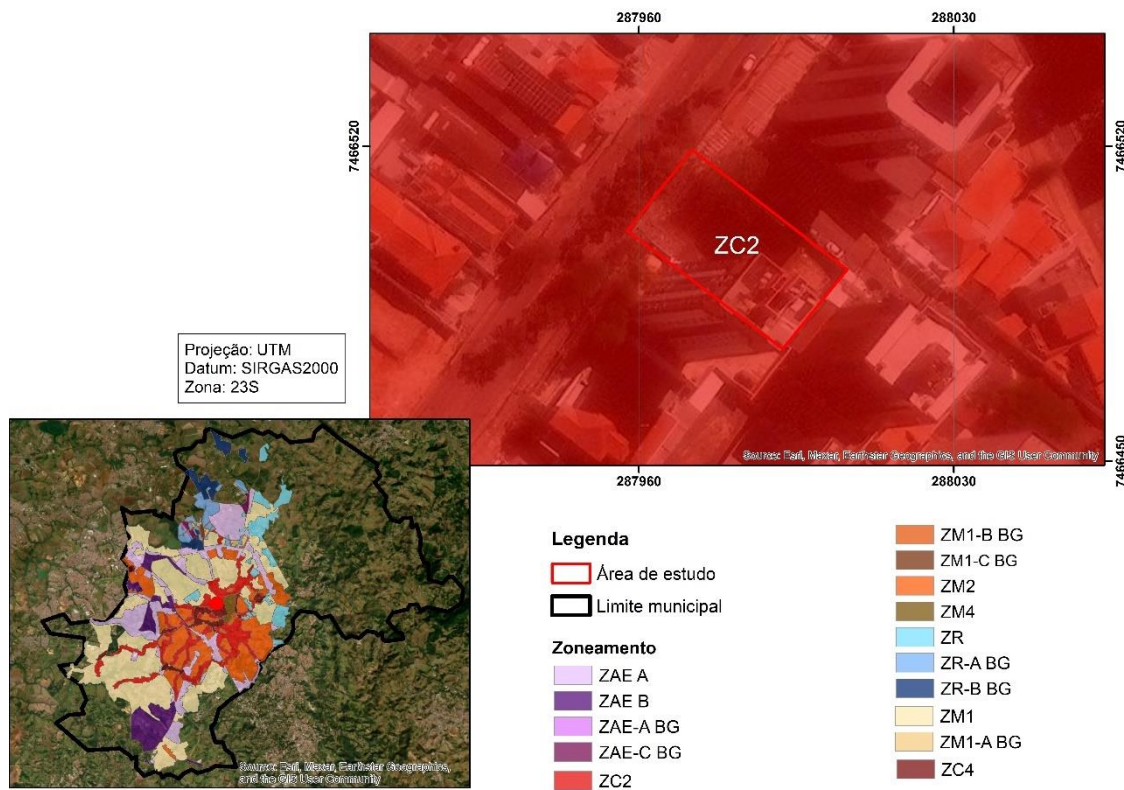 287960
288030
7466520
7466520
ZC2
Projeção: UTM
Datum: SIRGAS2000
Zona: 23S
Source: Esri, Maxar, Earthstar Geographics, and the GIS User Community
7466450
287960
288030
Source: Esri, Maxar, Earthstar Geographics,
and the GIS User Community
Legenda
Área de estudo
Limite municipal
Zoneamento
ZAE A
ZAE B
ZAE-A BG
ZAE-C BG
ZC2
ZM1-B BG
ZM1-C BG
ZM2
ZM4
ZR
ZR-A BG
ZR-B BG
ZM1
ZM1-A BG
ZC4